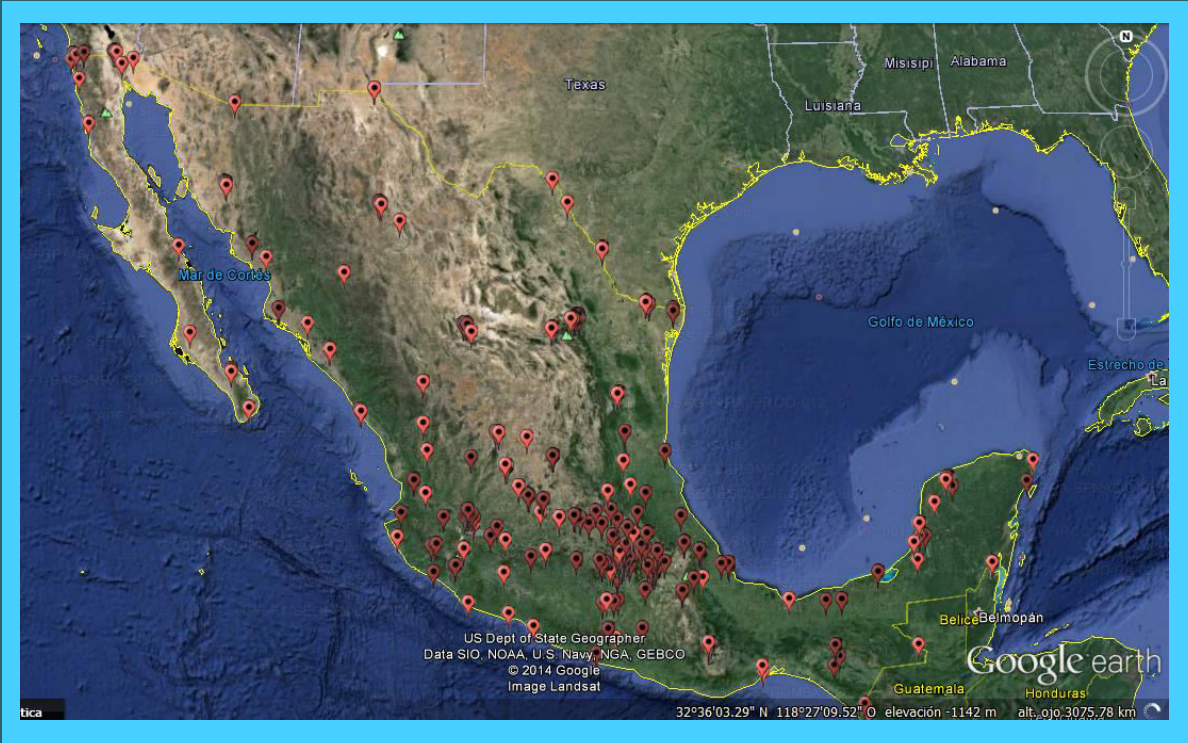 N
Misisipi
Alabama
Texas
Luisiana
Mar de Cortés
Golfo de México
Estrecho de
La
Belice
Belmopán
US Dept of State Geographer
Data SIO, NOAA, U.S. Navy, NGA, GEBCO
© 2014 Google
Image Landsat
Google earth
Guatemala
Honduras
tica
32°36'03.29" N 118°27'09.52" O elevación -1142 m alt. ojo 3075.78 km